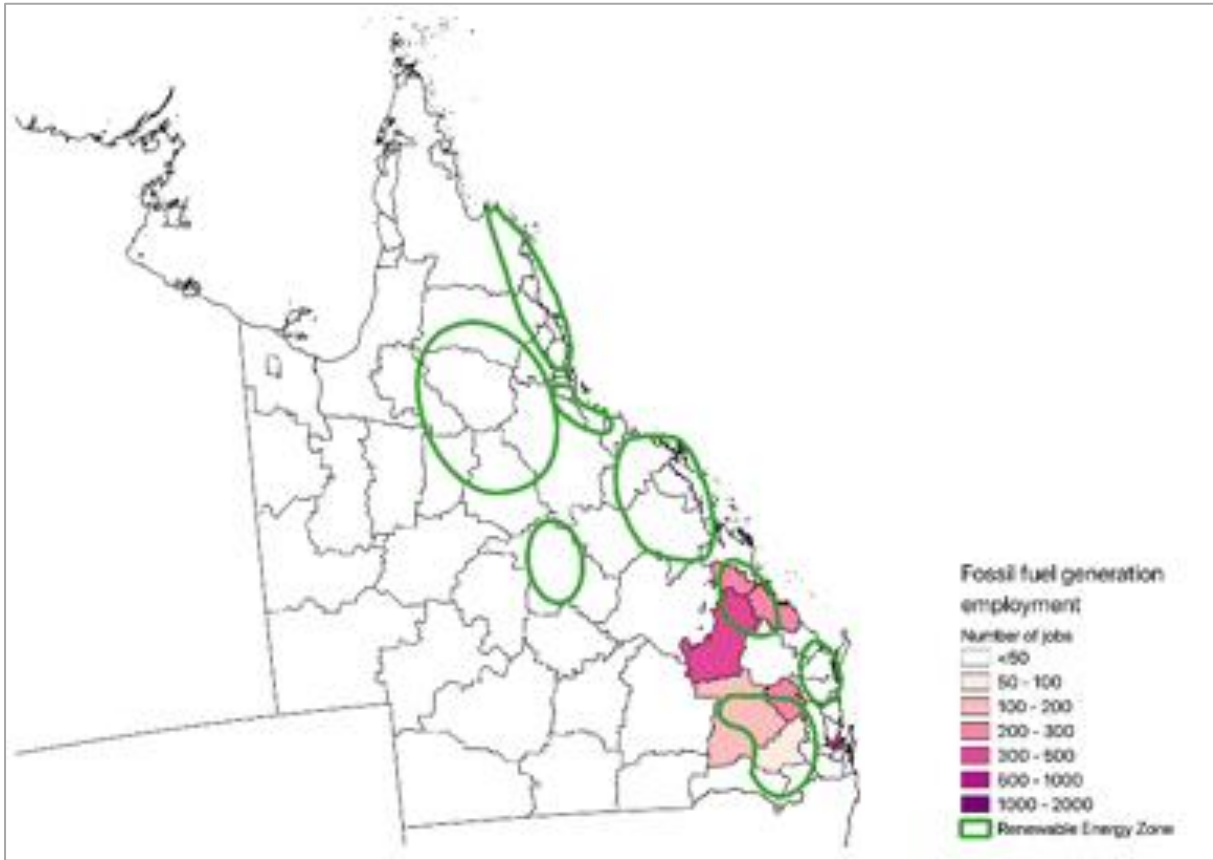 Fossil fuel generation
employment
Number of jobs
<50
50 - 100
100 - 200
200 - 300
300 - 500
500 - 1000
1000 - 2000
Renewable Energy Zone